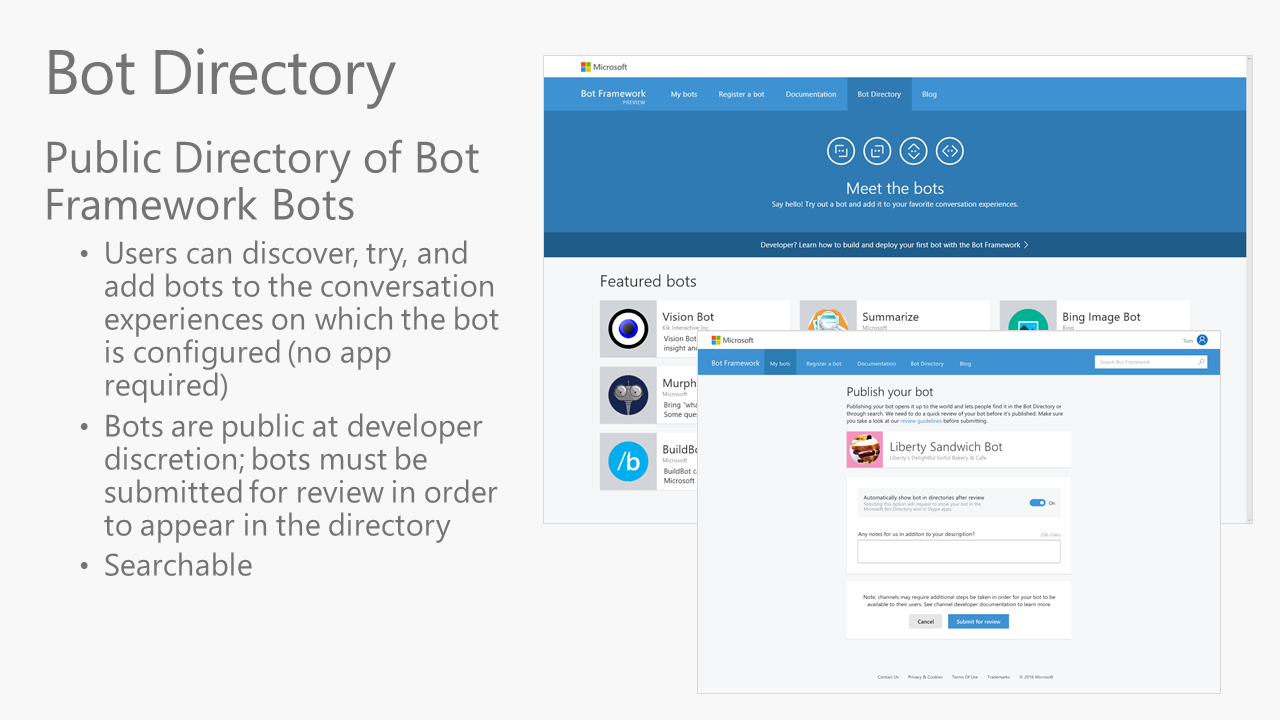 Bot Directory
Public Directory of Bot
Framework Bots
• Users can discover, try, and
add bots to the conversation
experiences on which the bot
is configured (no app
required)
• Bots are public at developer
discretion; bots must be
submitted for review in order
to appear in the directory
• Searchable
Microsoft
Bot Framework My bots Register a bot Documentation Bot Directory Blog
PREVIEW
Meet the bots
Say hello! Try out a bot and add it to your favorite conversation experiences.
Developer? Learn how to build and deploy your first bot with the Bot Framework
Featured bots
Vision Bot
Kik Interactive Inc
Vision Bot
insight and
Summarize
Microsoft
Bing Image Bot
Bing
Murph
Microsoft
Bring "wha
Some ques
/b
BuildBo
Microsoft
BuildBot ca
Microsoft
Microsoft
Tom
Bot Framework My bots Register a bot Documentation Bot Directory Blog
Search Bot Framework
Publish your bot
Publishing your bot opens it up to the world and lets people find it in the Bot Directory or
through search. We need to do a quick review of your bot before it's published. Make sure
you take a look at our review guidelines before submitting.
Liberty Sandwich Bot
Liberty's Delightful Sinful Bakery & Cafe
Automatically show bot in directories after review
Selecting this option will request to show your bot in the
Microsoft Bot Directory and in Skype apps.
On
Any notes for us in additon to your description?
256 chars
Note, channels may require additional steps be taken in order for your bot to be
available to their users. See channel developer documentation to learn more.
Cancel Submit for review
Contact Us Privacy & Cookies Terms Of Use Trademarks © 2016 Microsoft